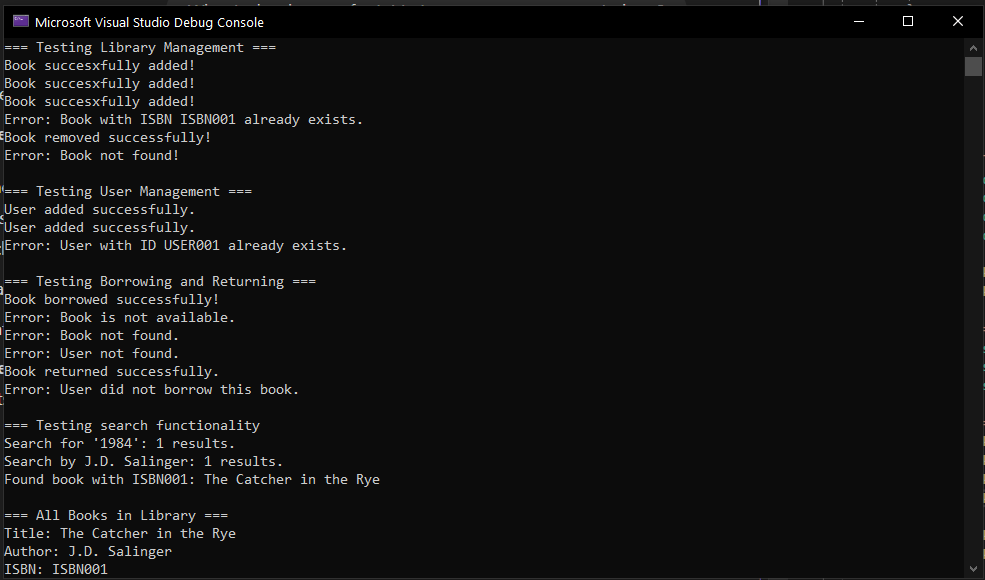 Microsoft Visual Studio Debug Console
=== Testing Library Management ===
Book succesxfully added!
Book succesxfully added!
Book succesxfully added!
Error: Book with ISBN ISBN001 already exists.
Book removed successfully!
Error: Book not found!
=== Testing User Management ===
User added successfully.
User added successfully.
Error: User with ID USER001 already exists.
=== Testing Borrowing and Returning ===
Book borrowed successfully!
Error: Book is not available.
Error: Book not found.
Error: User not found.
Book returned successfully.
Error: User did not borrow this book.
=== Testing search functionality
Search for '1984': 1 results.
Search by J.D. Salinger: 1 results.
Found book with ISBN001: The Catcher in the Rye
=== All Books in Library ===
Title: The Catcher in the Rye
Author: J.D. Salinger
ISBN: ISBN001